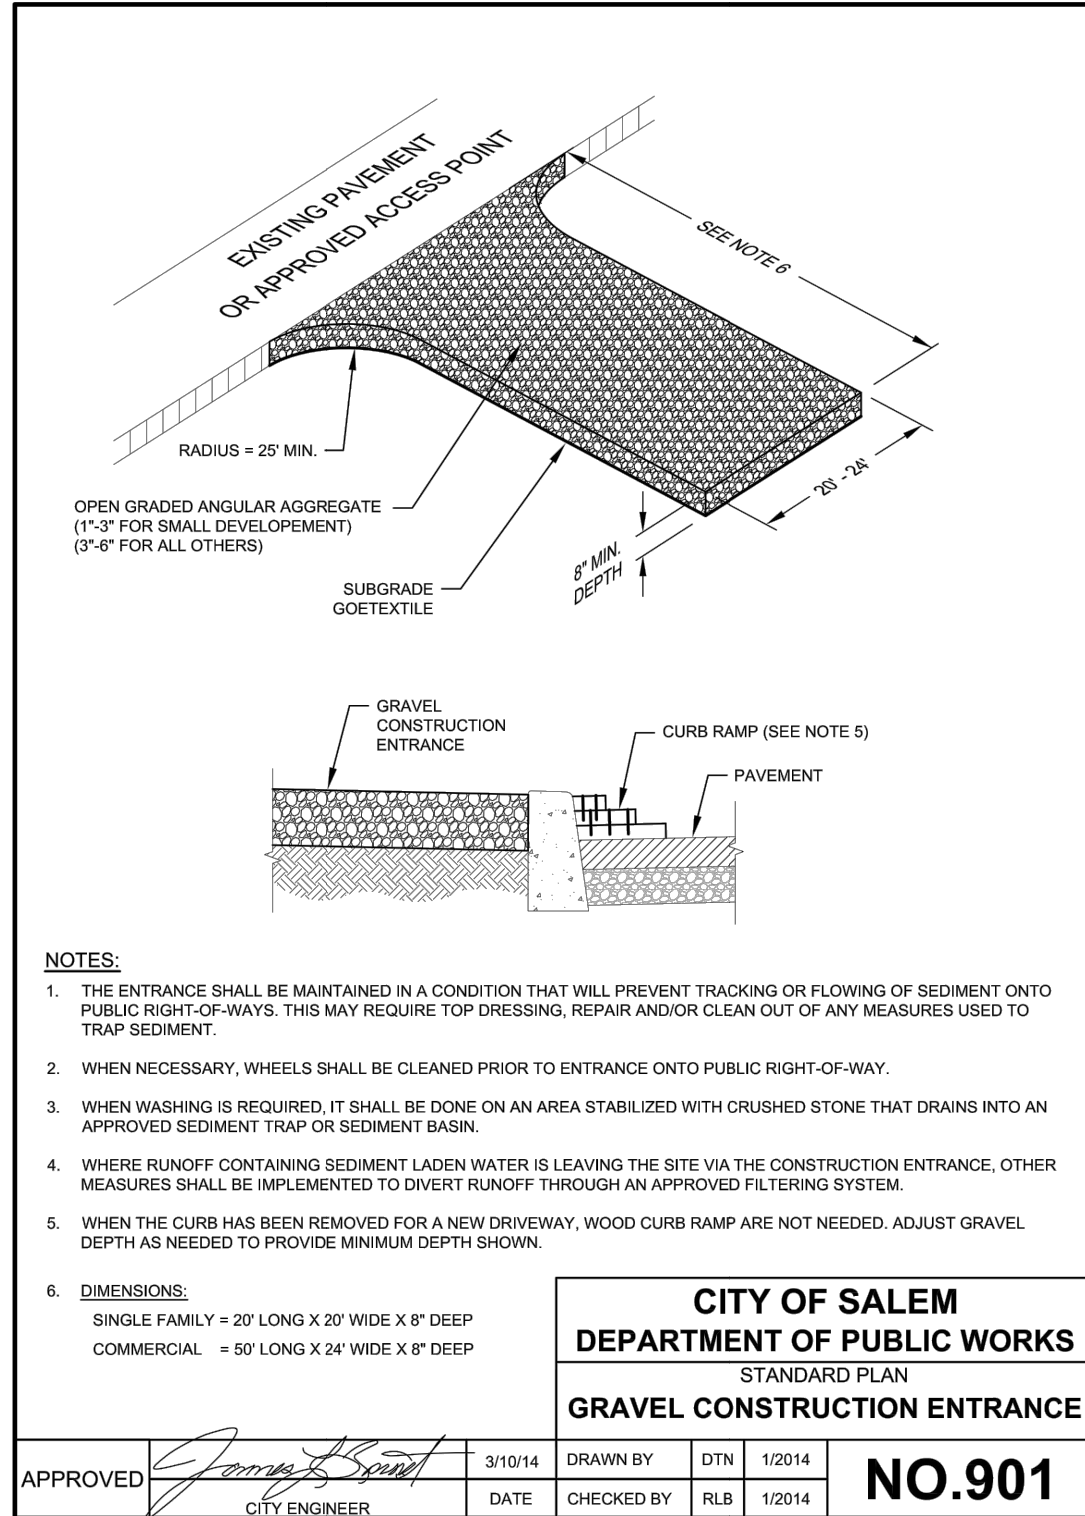 EXISTING PAVEMENT
OR APPROVED ACCESS POINT
SEE NOTE 6
RADIUS = 25' MIN.
20' - 24'
OPEN GRADED ANGULAR AGGREGATE
(1"-3" FOR SMALL DEVELOPEMENT)
(3"-6" FOR ALL OTHERS)
8" MIN.
DEPTH
SUBGRADE
GOETEXTILE
GRAVEL
CONSTRUCTION
ENTRANCE
CURB RAMP (SEE NOTE 5)
PAVEMENT
NOTES:
1. THE ENTRANCE SHALL BE MAINTAINED IN A CONDITION THAT WILL PREVENT TRACKING OR FLOWING OF SEDIMENT ONTO
PUBLIC RIGHT-OF-WAYS. THIS MAY REQUIRE TOP DRESSING, REPAIR AND/OR CLEAN OUT OF ANY MEASURES USED TO
TRAP SEDIMENT.
2. WHEN NECESSARY, WHEELS SHALL BE CLEANED PRIOR TO ENTRANCE ONTO PUBLIC RIGHT-OF-WAY.
3. WHEN WASHING IS REQUIRED, IT SHALL BE DONE ON AN AREA STABILIZED WITH CRUSHED STONE THAT DRAINS INTO AN
APPROVED SEDIMENT TRAP OR SEDIMENT BASIN.
4. WHERE RUNOFF CONTAINING SEDIMENT LADEN WATER IS LEAVING THE SITE VIA THE CONSTRUCTION ENTRANCE, OTHER
MEASURES SHALL BE IMPLEMENTED TO DIVERT RUNOFF THROUGH AN APPROVED FILTERING SYSTEM.
5. WHEN THE CURB HAS BEEN REMOVED FOR A NEW DRIVEWAY, WOOD CURB RAMP ARE NOT NEEDED. ADJUST GRAVEL
DEPTH AS NEEDED TO PROVIDE MINIMUM DEPTH SHOWN.
6. DIMENSIONS:
SINGLE FAMILY = 20' LONG X 20' WIDE X 8" DEEP
COMMERCIAL = 50' LONG X 24' WIDE X 8" DEEP
CITY OF SALEM
DEPARTMENT OF PUBLIC WORKS
STANDARD PLAN
GRAVEL CONSTRUCTION ENTRANCE
APPROVED
CITY ENGINEER
3/10/14
DATE
DRAWN BY DTN 1/2014
CHECKED BY RLB 1/2014
NO.901